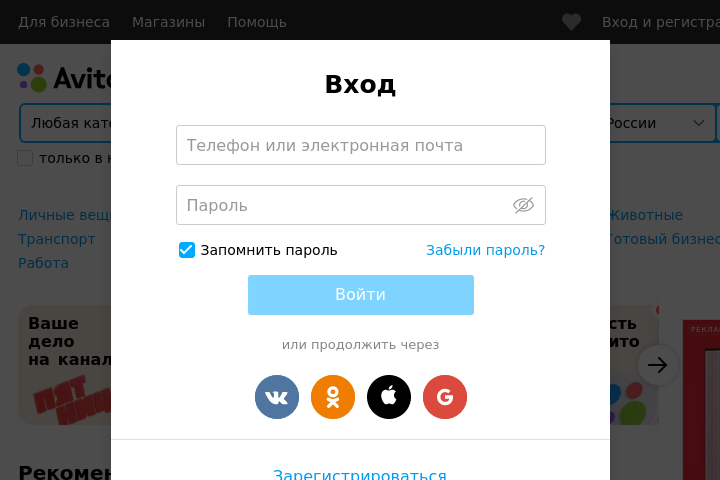 Для бизнеса Магазины Помощь Вход и регистра
Avito
Вход
Любая кате
России
Телефон или электронная почта
только в н
Пароль
Личные вещ
Животные
Транспорт
Готовый бизнес
Запомнить пароль Забыли пароль?
Работа
Войти
Ваше
дело
на канал
сть
ито
РЕКЛА
или продолжить через
ПЯТ
НИЦ
Рекомен
Зарегистрироваться